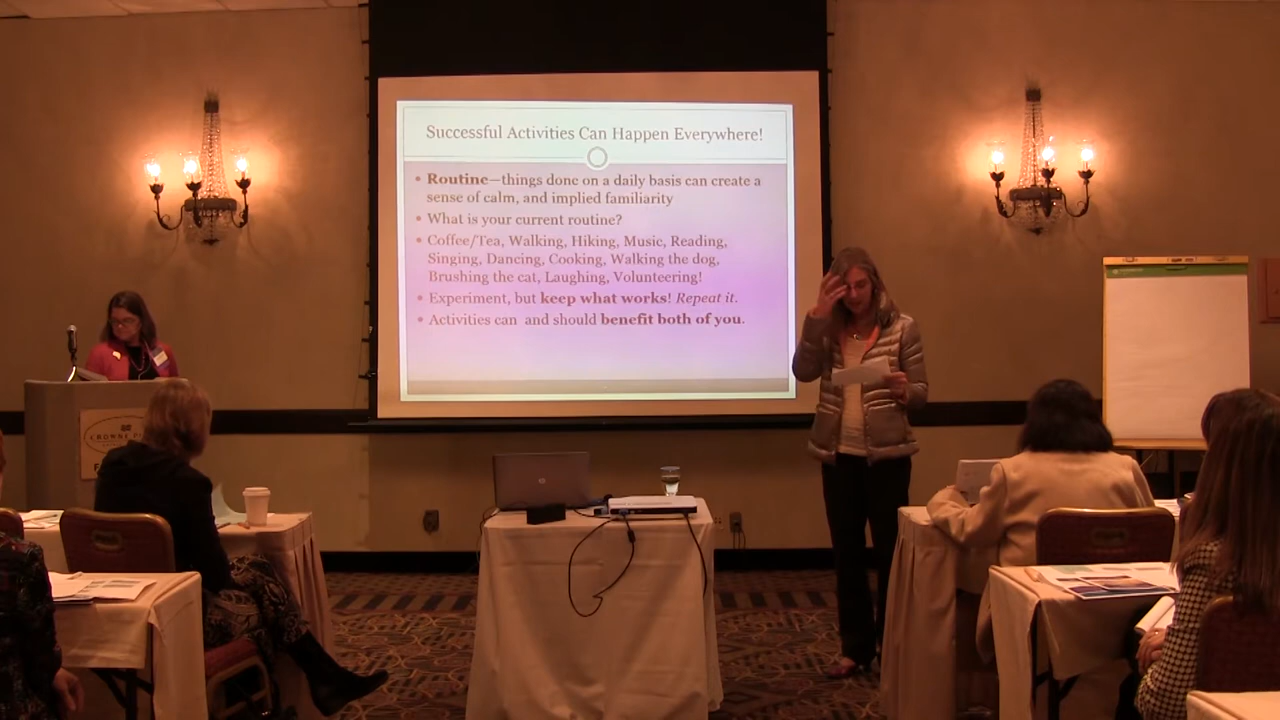 Successful Activities Can Happen Everywhere!
• Routine—things done on a daily basis can create a
sense of calm, and implied familiarity
• What is your current routine?
• Coffee/Tea, Walking, Hiking, Music, Reading,
Singing, Dancing, Cooking, Walking the dog,
Brushing the cat, Laughing, Volunteering!
• Experiment, but keep what works! Repeat it.
• Activities can and should benefit both of you.
CROWNE